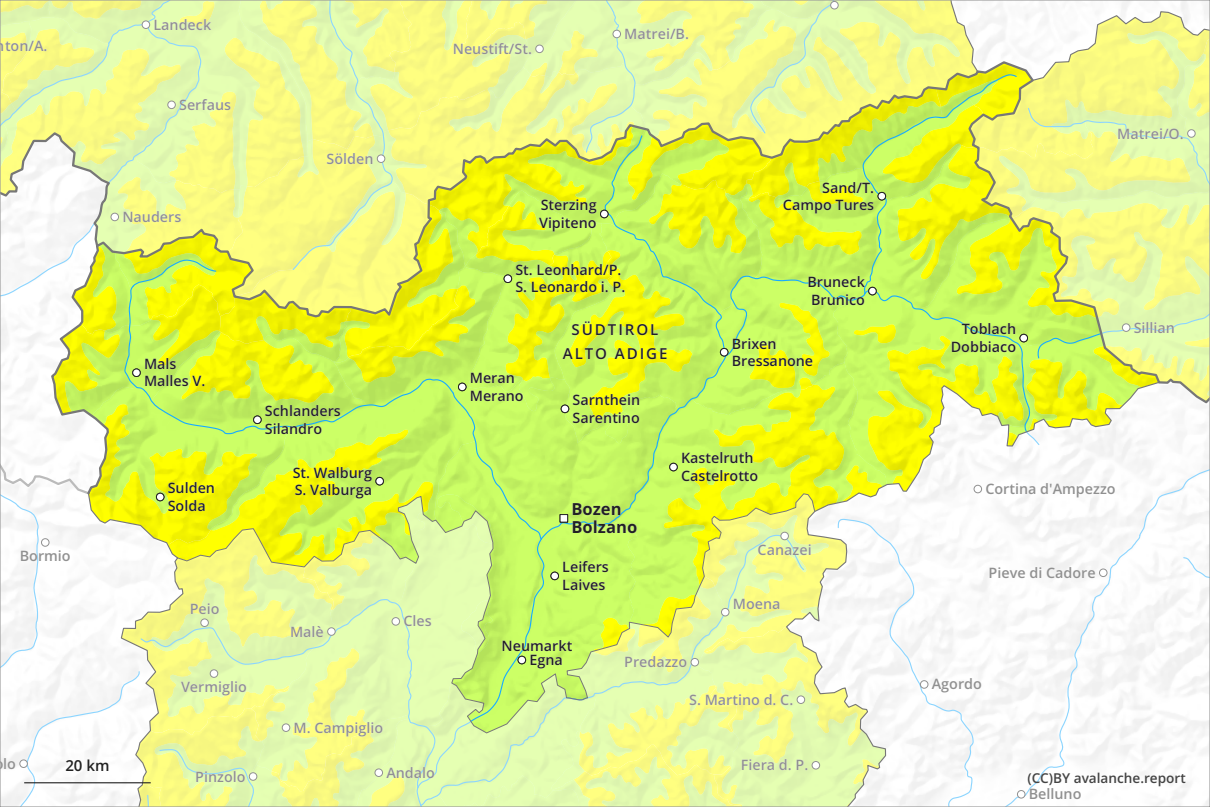 Landeck
nton/A.
Neustift/St.
Matrei/B.
Serfaus
Matrei/O.
Sölden
Nauders
Sterzing
Vipiteno
Sand/T.
Campo Tures
St. Leonhard/P.
S. Leonardo i. P.
Bruneck
Brunico
SÜDTIROL
ALTO ADIGE
Toblach
Dobbiaco
Sillian
Brixen
Bressanone
Mals
Malles V.
Meran
Merano
Schlanders
Silandro
Sarnthein
Sarentino
Kastelruth
Castelrotto
St. Walburg
S. Valburga
Sulden
Solda
Cortina d'Ampezzo
Bozen
Bolzano
Bormio
Canazei
Leifers
Laives
Pieve di Cadore
Peio
Malè
Cles
Moena
Neumarkt
Egna
Predazzo
Vermiglio
Agordo
S. Martino d. C.
M. Campiglio
olo
20 km
Pinzolo
Andalo
Fiera d. P.
(CC)BY avalanche.report
Belluno